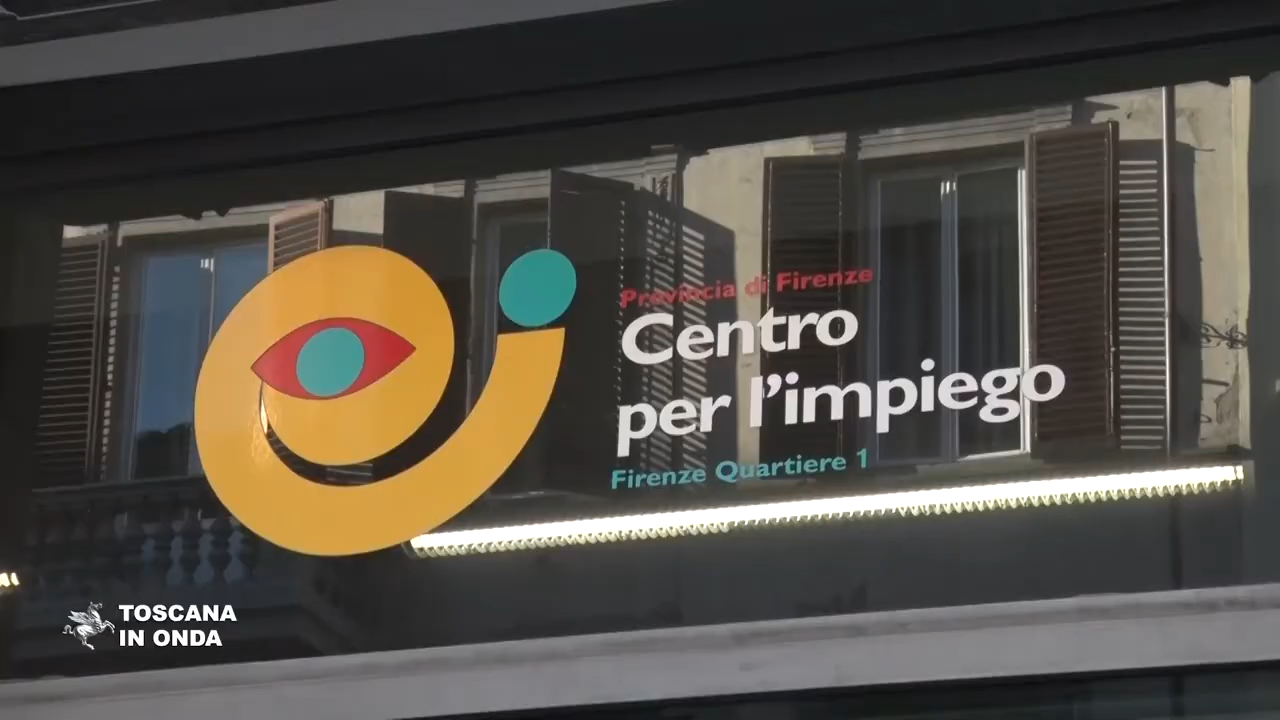 Provincia di Firenze
Centro
per l'impiego
Firenze Quartiere 1
TOSCANA
IN ONDA